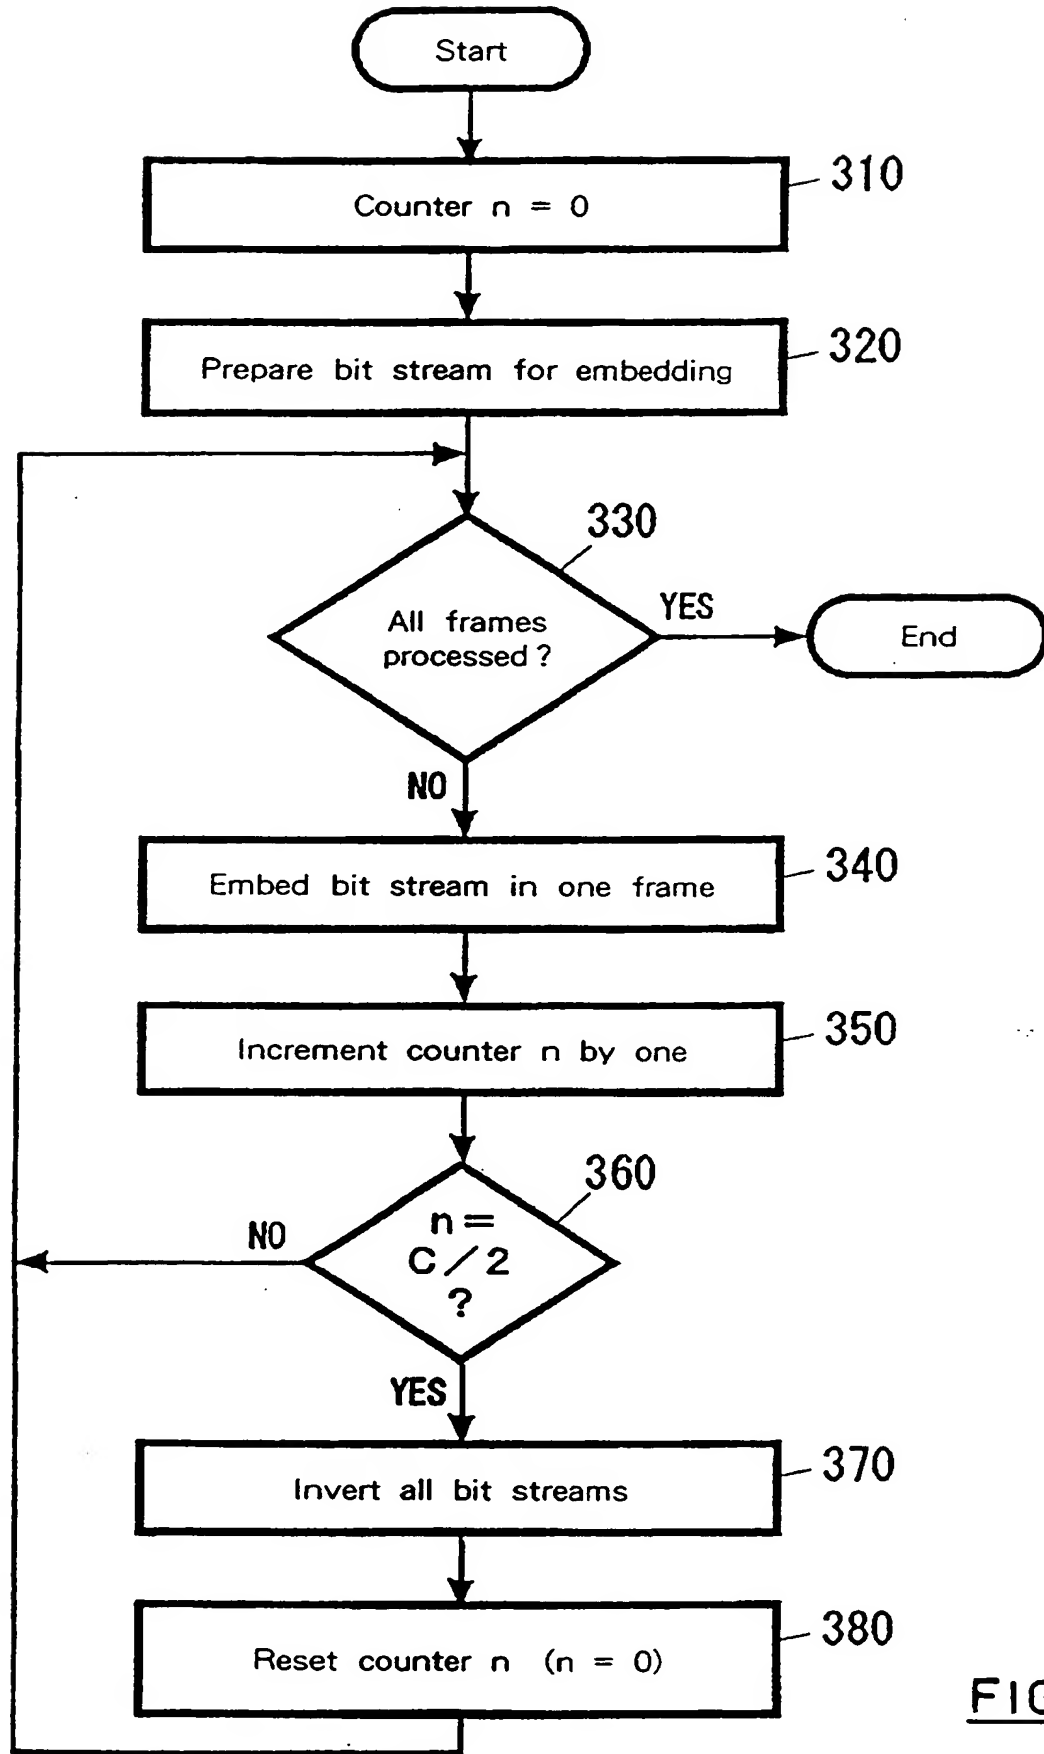 Start
310
Counter n = 0
320
Prepare bit stream for embedding
330
All frames
processed ?
YES
End
NO
340
Embed bit stream in one frame
350
Increment counter n by one
360
n =
C / 2
?
NO
YES
370
Invert all bit streams
380
Reset counter n (n = 0)